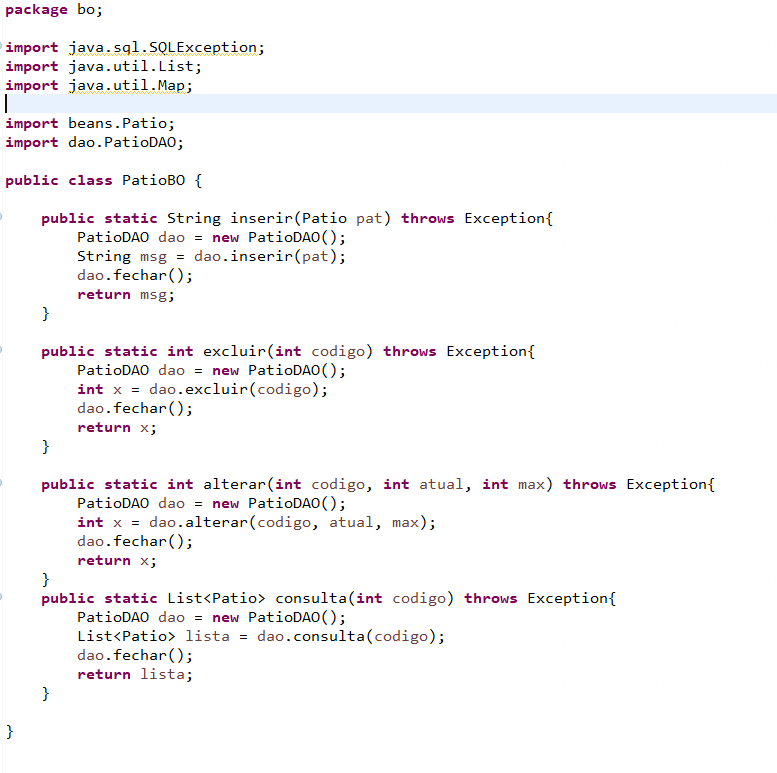 package bo;
import java.sql.SQLException;
import java.util.List;
import java.util.Map;
import beans.Patio;
import dao.PatioDAO;
public class PatioBO {
    public static String inserir(Patio pat) throws Exception{
        PatioDAO dao = new PatioDAO();
        String msg = dao.inserir(pat);
        dao.fechar();
        return msg;
    }
    public static int excluir(int codigo) throws Exception{
        PatioDAO dao = new PatioDAO();
        int x = dao.excluir(codigo);
        dao.fechar();
        return x;
    }
    public static int alterar(int codigo, int atual, int max) throws Exception{
        PatioDAO dao = new PatioDAO();
        int x = dao.alterar(codigo, atual, max);
        dao.fechar();
        return x;
    }
    public static List<Patio> consulta(int codigo) throws Exception{
        PatioDAO dao = new PatioDAO();
        List<Patio> lista = dao.consulta(codigo);
        dao.fechar();
        return lista;
    }
}